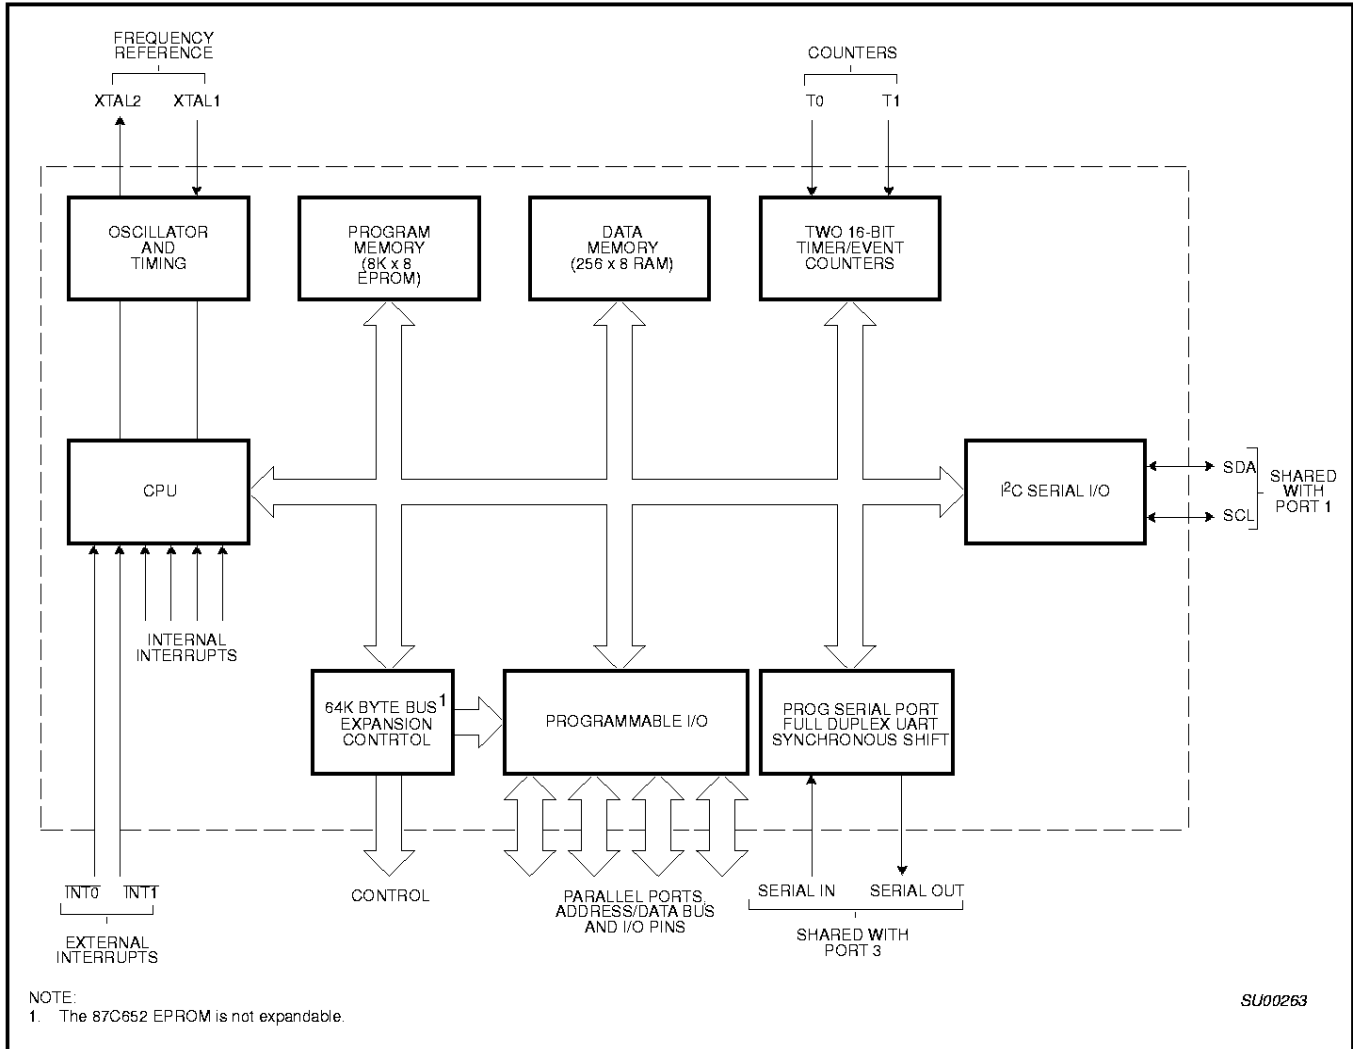 FREQUENCY
REFERENCE
XTAL2 XTAL1
COUNTERS
T0 T1
OSCILLATOR
AND
TIMING
PROGRAM
MEMORY
(8K x 8
EPROM)
DATA
MEMORY
(256 x 8 RAM)
TWO 16-BIT
TIMER/EVENT
COUNTERS
CPU
I²C SERIAL I/O
SDA
SCL
SHARED
WITH
PORT 1
INTERNAL
INTERRUPTS
64K BYTE BUS¹
EXPANSION
CONTRTOL
PROGRAMMABLE I/O
PROG SERIAL PORT
FULL DUPLEX UART
SYNCHRONOUS SHIFT
INT0 INT1
EXTERNAL
INTERRUPTS
CONTROL
PARALLEL PORTS,
ADDRESS/DATA BUS
AND I/O PINS
SERIAL IN SERIAL OUT
SHARED WITH
PORT 3
NOTE:
1. The 87C652 EPROM is not expandable.
SU00263